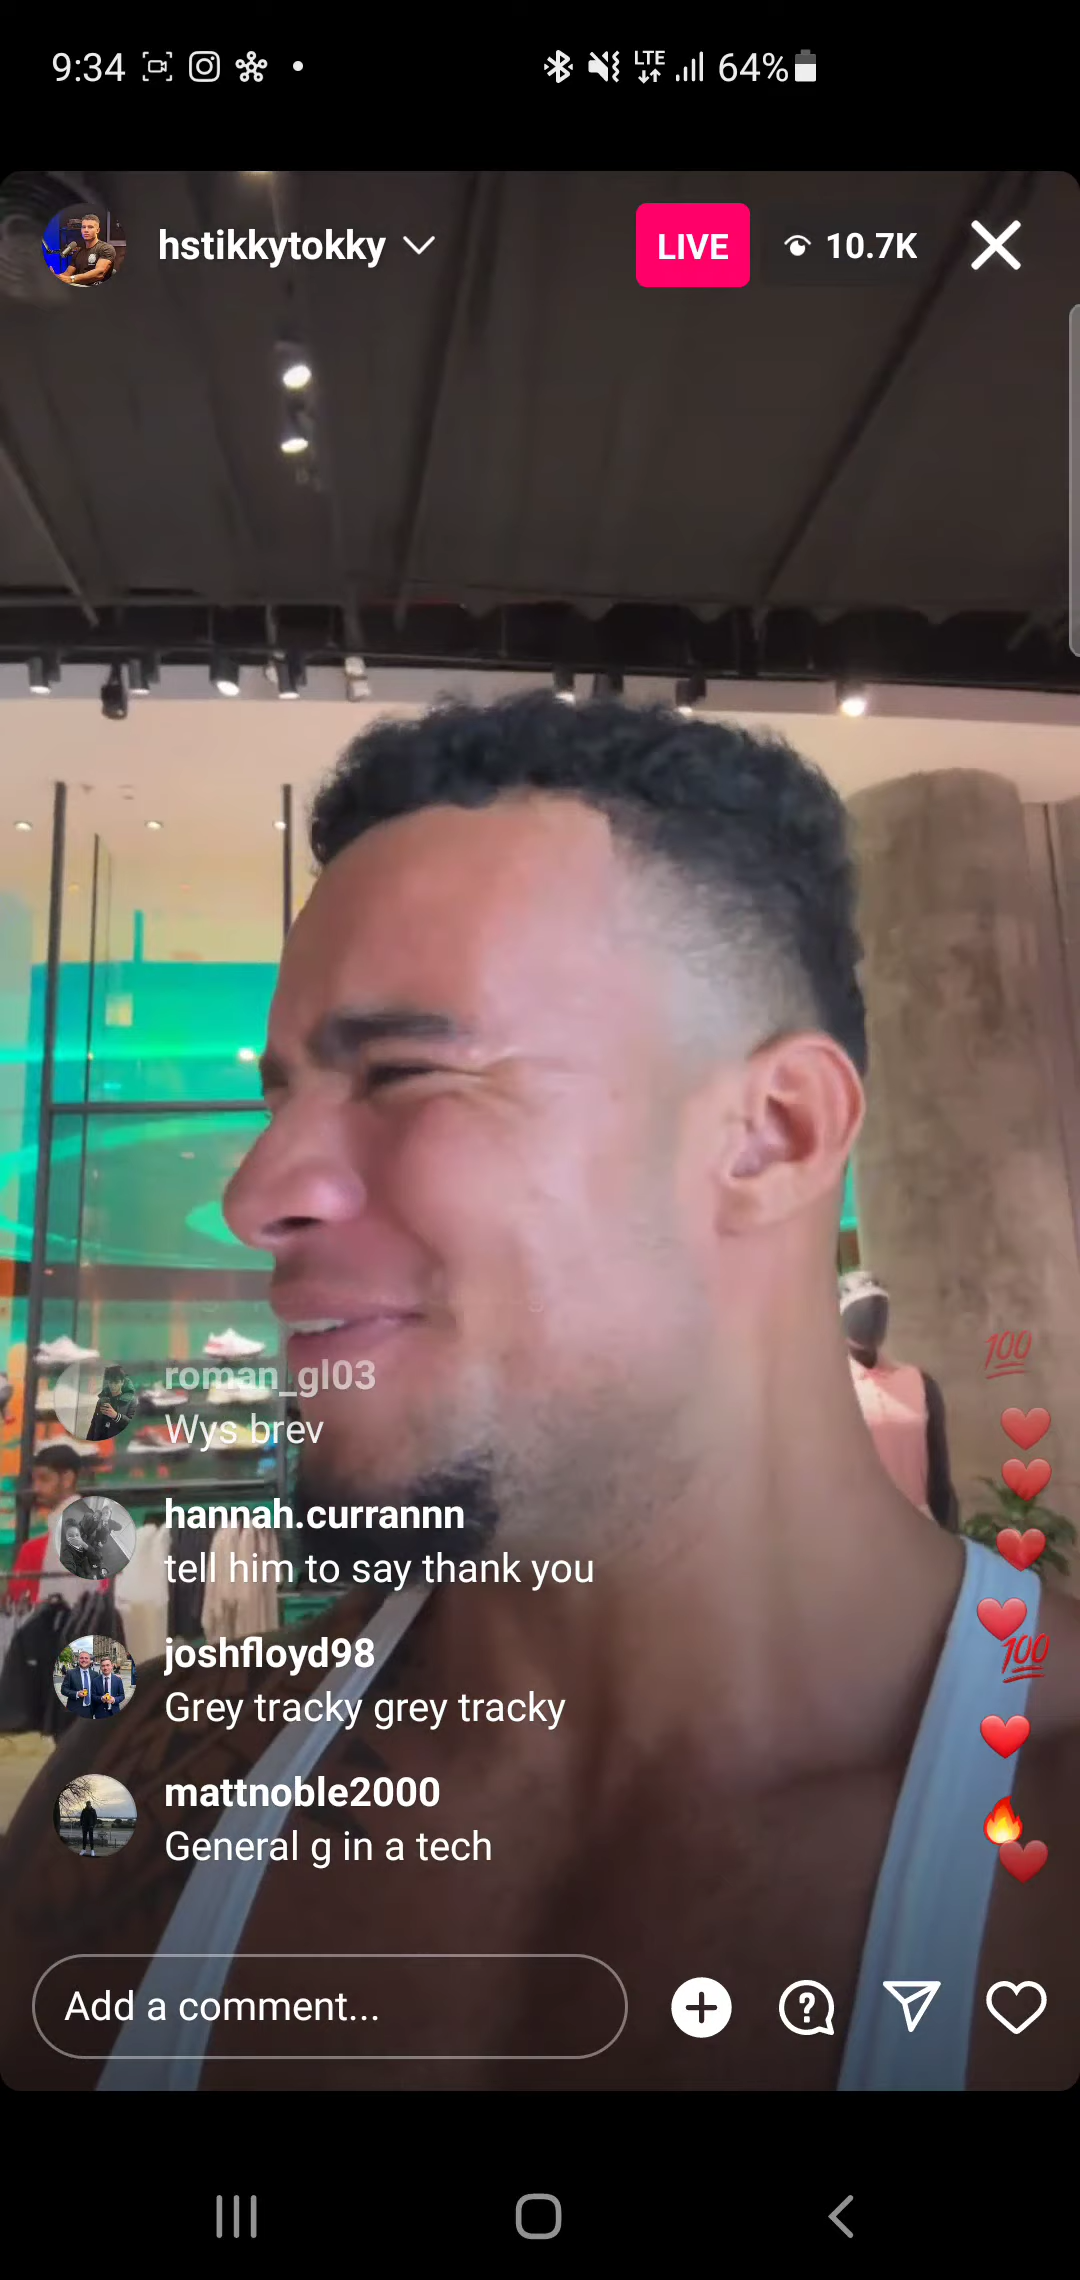 9:34 LTE 64%
hstikkytokky LIVE 10.7K
roman_gl03
Wys brev
hannah.currannn
tell him to say thank you
joshfloyd98
Grey tracky grey tracky
mattnoble2000
General g in a tech
Add a comment...
💯
💯